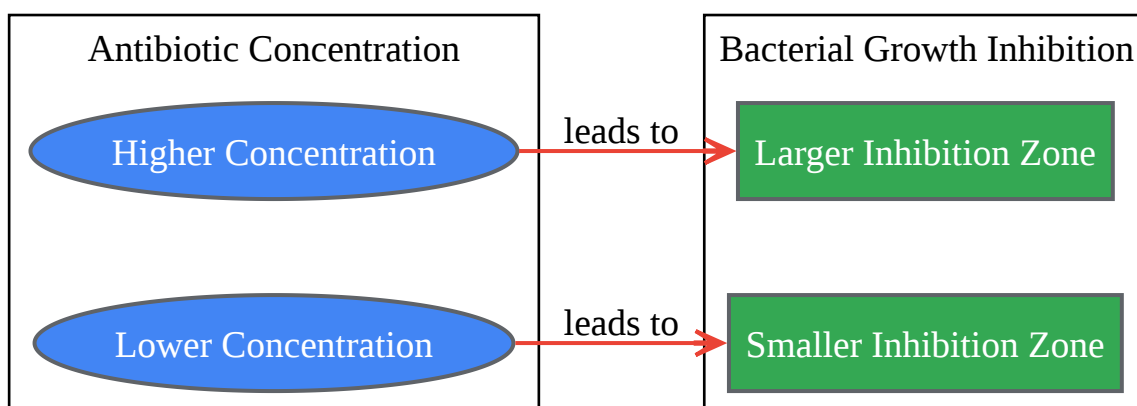 Antibiotic Concentration
Bacterial Growth Inhibition
Higher Concentration
leads to
Larger Inhibition Zone
Lower Concentration
leads to
Smaller Inhibition Zone